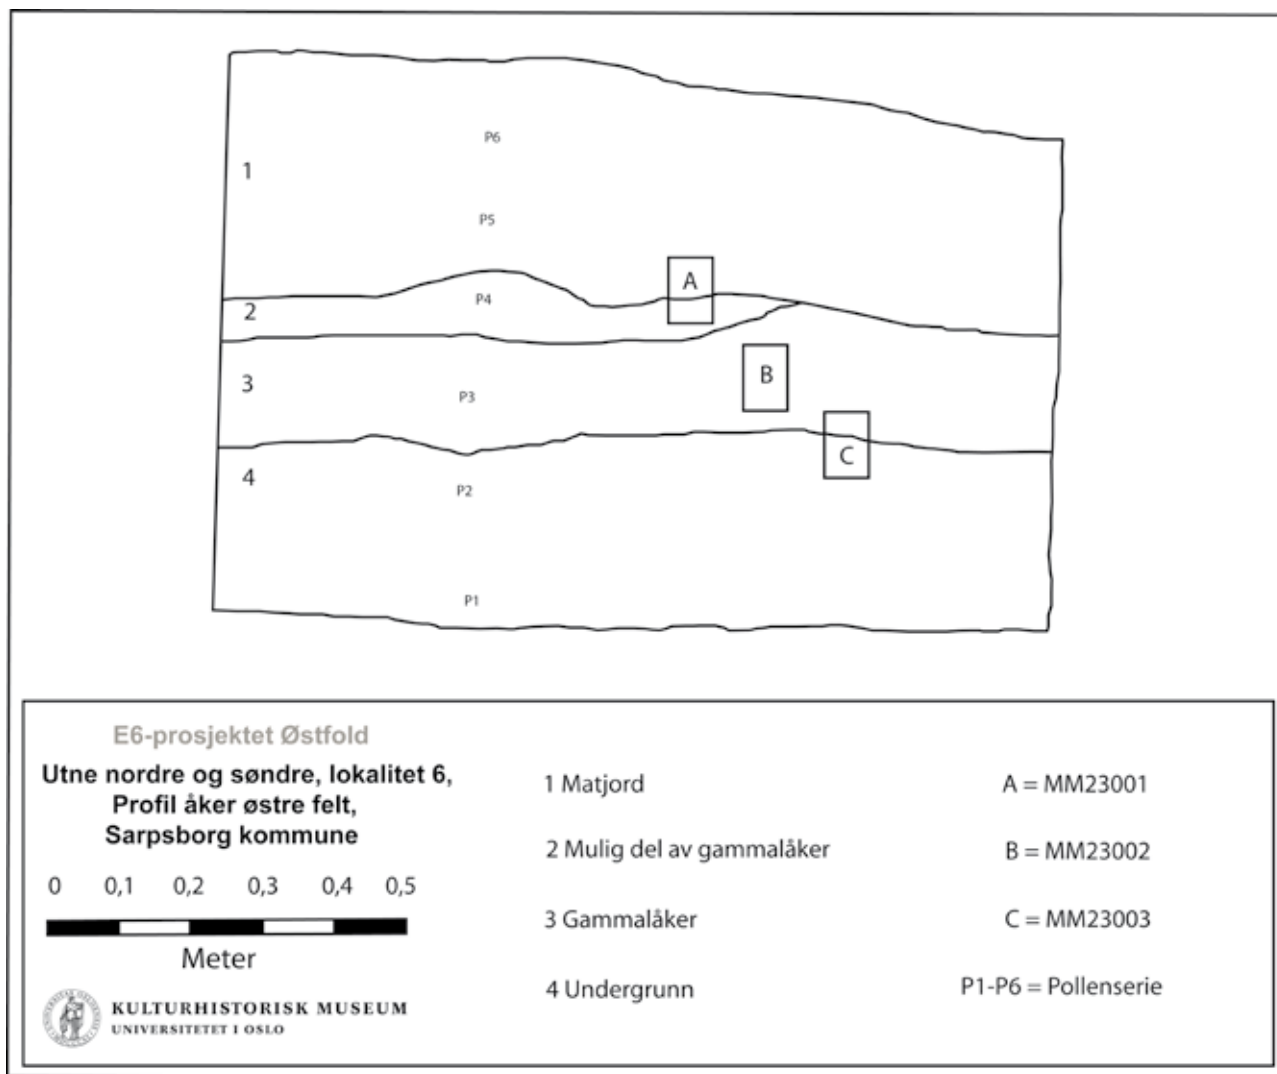 P6
1
P5
A
P4
2
B
3
P3
C
4
P2
P1
E6-prosjektet Østfold
Utne nordre og søndre, lokalitet 6,
Profil åker østre felt,
Sarpsborg kommune
0 0,1 0,2 0,3 0,4 0,5
Meter
KULTURHISTORISK MUSEUM
UNIVERSITETET I OSLO
1 Matjord
2 Mulig del av gammalåker
3 Gammalåker
4 Undergrunn
A = MM23001
B = MM23002
C = MM23003
P1-P6 = Pollenserie